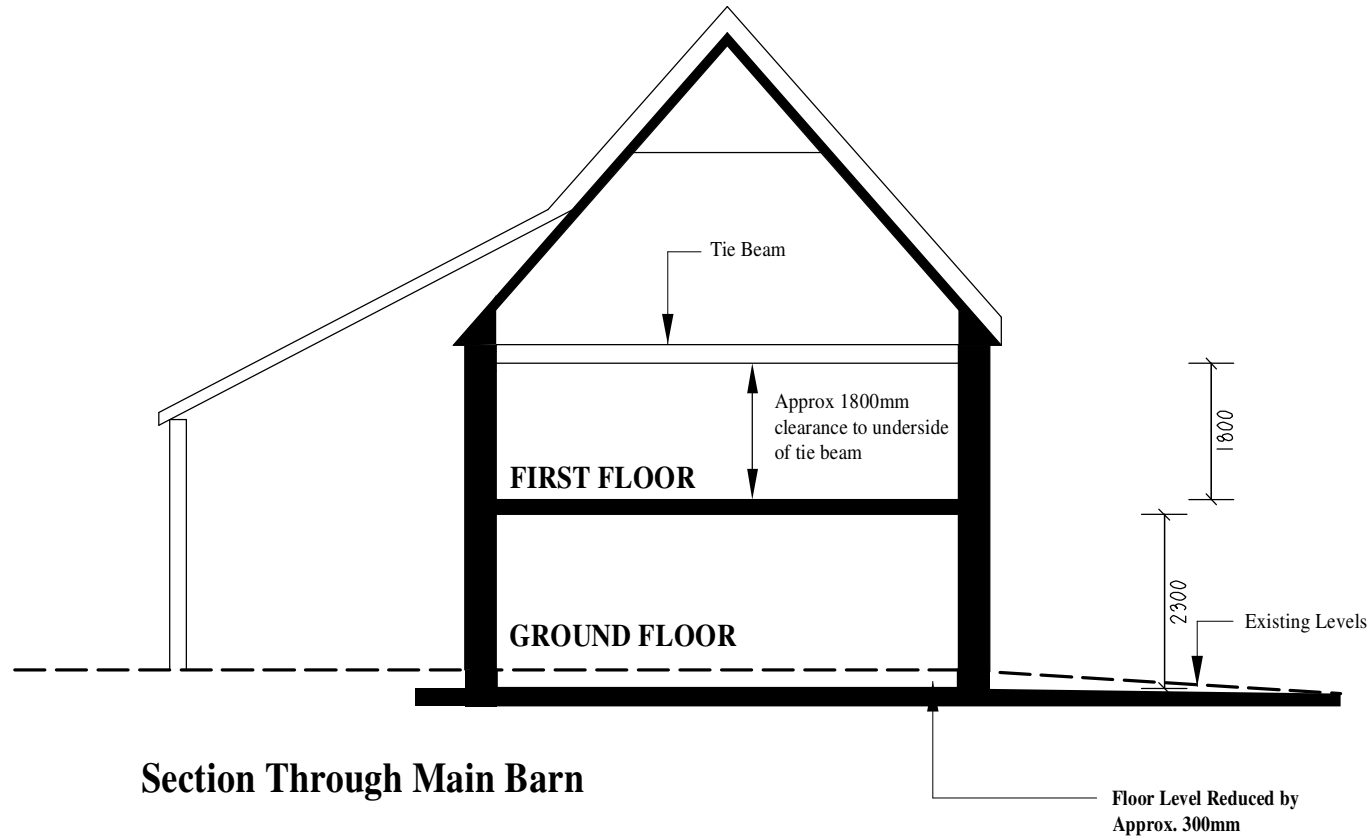 Tie Beam
Approx 1800mm
clearance to underside
of tie beam
1800
FIRST FLOOR
2300
GROUND FLOOR
Existing Levels
Section Through Main Barn
Floor Level Reduced by
Approx. 300mm